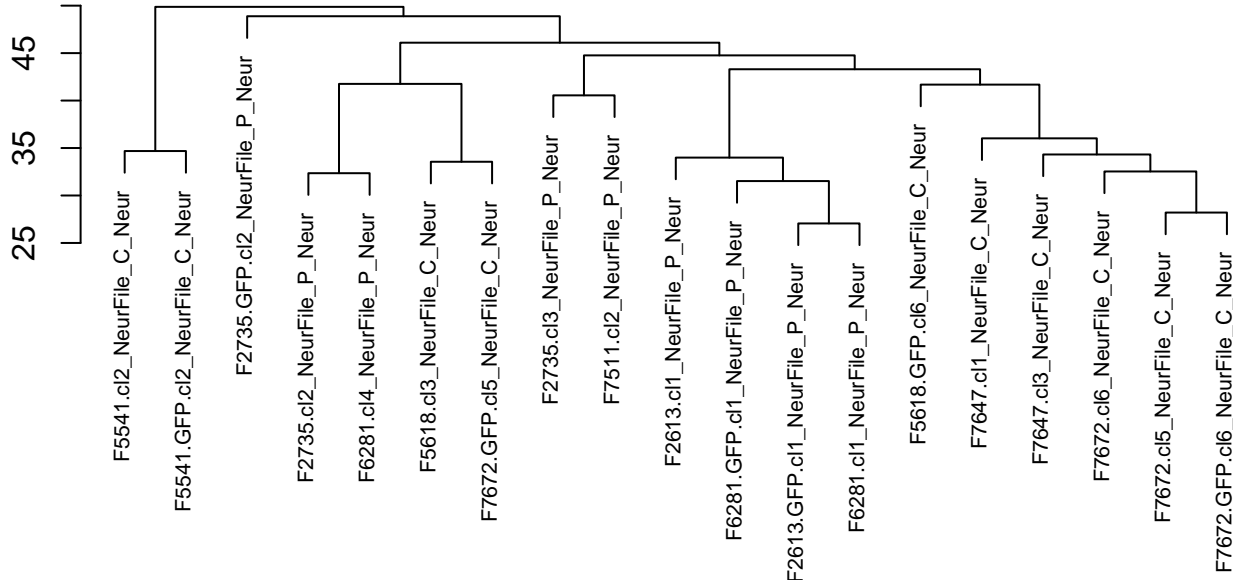 45
35
25
F5541.cl2_NeurFile_C_Neur
F5541.GFP.cl2_NeurFile_C_Neur
F2735.GFP.cl2_NeurFile_P_Neur
F2735.cl2_NeurFile_P_Neur
F6281.cl4_NeurFile_P_Neur
F5618.cl3_NeurFile_C_Neur
F7672.GFP.cl5_NeurFile_C_Neur
F2735.cl3_NeurFile_P_Neur
F7511.cl2_NeurFile_P_Neur
F2613.cl1_NeurFile_P_Neur
F6281.GFP.cl1_NeurFile_P_Neur
F2613.GFP.cl1_NeurFile_P_Neur
F6281.cl1_NeurFile_P_Neur
F5618.GFP.cl6_NeurFile_C_Neur
F7647.cl1_NeurFile_C_Neur
F7647.cl3_NeurFile_C_Neur
F7672.cl6_NeurFile_C_Neur
F7672.cl5_NeurFile_C_Neur
F7672.GFP.cl6_NeurFile_C_Neur